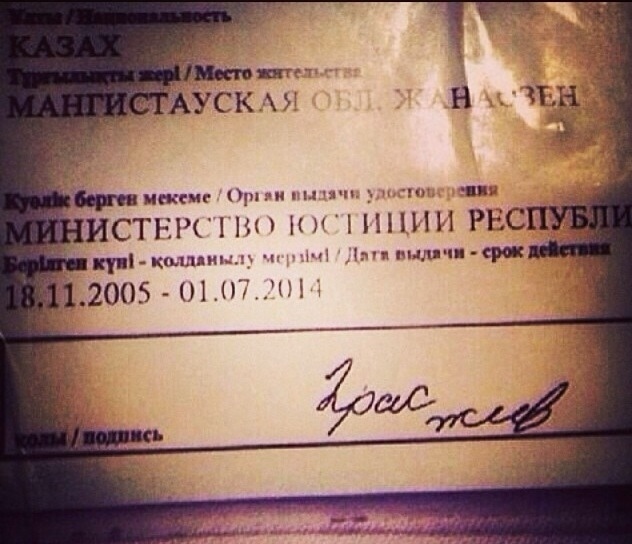 Ұлты / Национальность
КАЗАХ
Тұрғылықты жері / Место жительства
МАНГИСТАУСКАЯ ОБЛ. ЖАНАОЗЕН
Куәлік берген мекеме / Орган выдачи удостоверения
МИНИСТЕРСТВО ЮСТИЦИИ РЕСПУБЛИ
Берілген күні - қолданылу мерзімі / Дата выдачи - срок действия
18.11.2005 - 01.07.2014
қолы / подпись